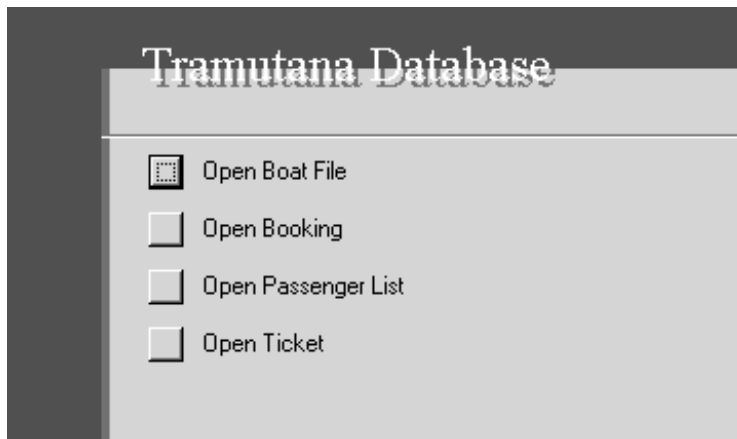 Tramutana Database
Open Boat File
Open Booking
Open Passenger List
Open Ticket